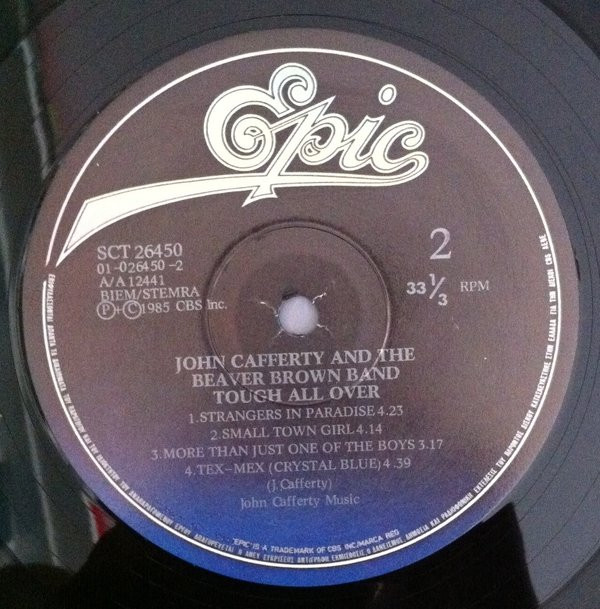 Epic
SCT 26450
01-026450-2
A/A 12441
BIEM/STEMRA
Ⓟ+Ⓒ1985 CBS Inc.
2
33 1/3 RPM
JOHN CAFFERTY AND THE
BEAVER BROWN BAND
TOUGH ALL OVER
1.STRANGERS IN PARADISE 4.23
2.SMALL TOWN GIRL 4.14
3.MORE THAN JUST ONE OF THE BOYS 3.17
4.TEX-MEX (CRYSTAL BLUE) 4.39
(J. Cafferty)
John Cafferty Music
"EPIC" IS A TRADEMARK OF CBS INC/MARCA REG